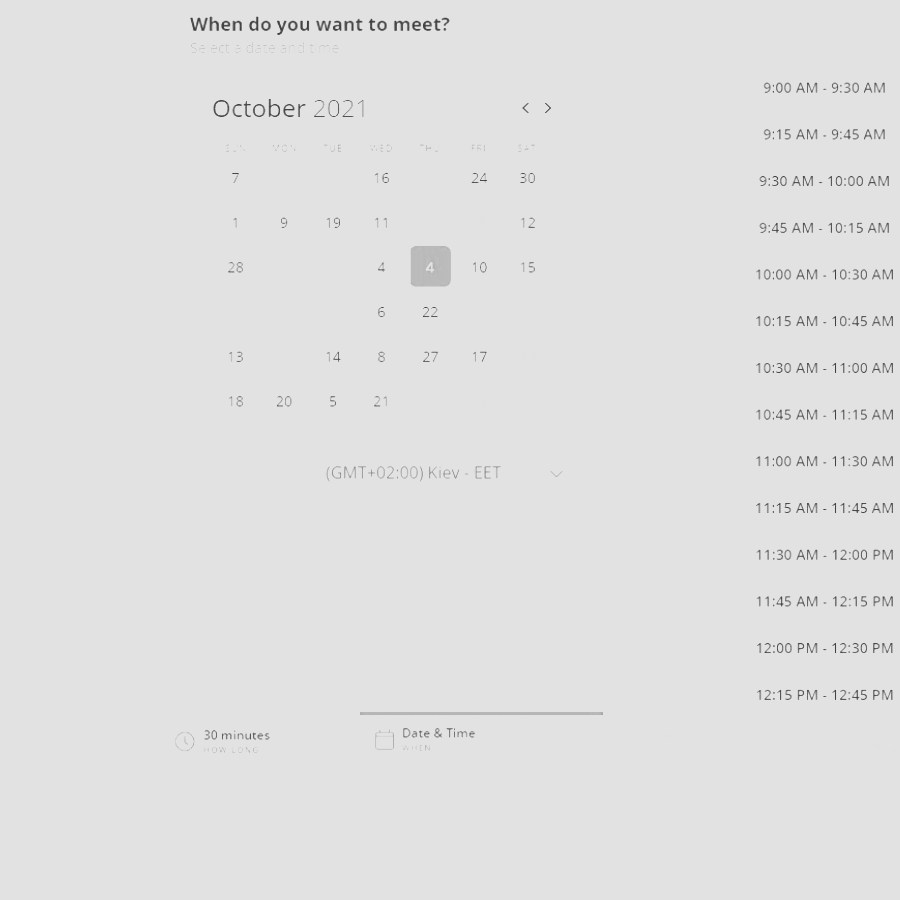 When do you want to meet?
Select a date and time
October 2021
SUN MON TUE WED THU FRI SAT
7 16 24 30
1 9 19 11 12
28 4 4 10 15
6 22
13 14 8 27 17
18 20 5 21
(GMT+02:00) Kiev - EET
9:00 AM - 9:30 AM
9:15 AM - 9:45 AM
9:30 AM - 10:00 AM
9:45 AM - 10:15 AM
10:00 AM - 10:30 AM
10:15 AM - 10:45 AM
10:30 AM - 11:00 AM
10:45 AM - 11:15 AM
11:00 AM - 11:30 AM
11:15 AM - 11:45 AM
11:30 AM - 12:00 PM
11:45 AM - 12:15 PM
12:00 PM - 12:30 PM
12:15 PM - 12:45 PM
30 minutes
HOW LONG
Date & Time
WHEN